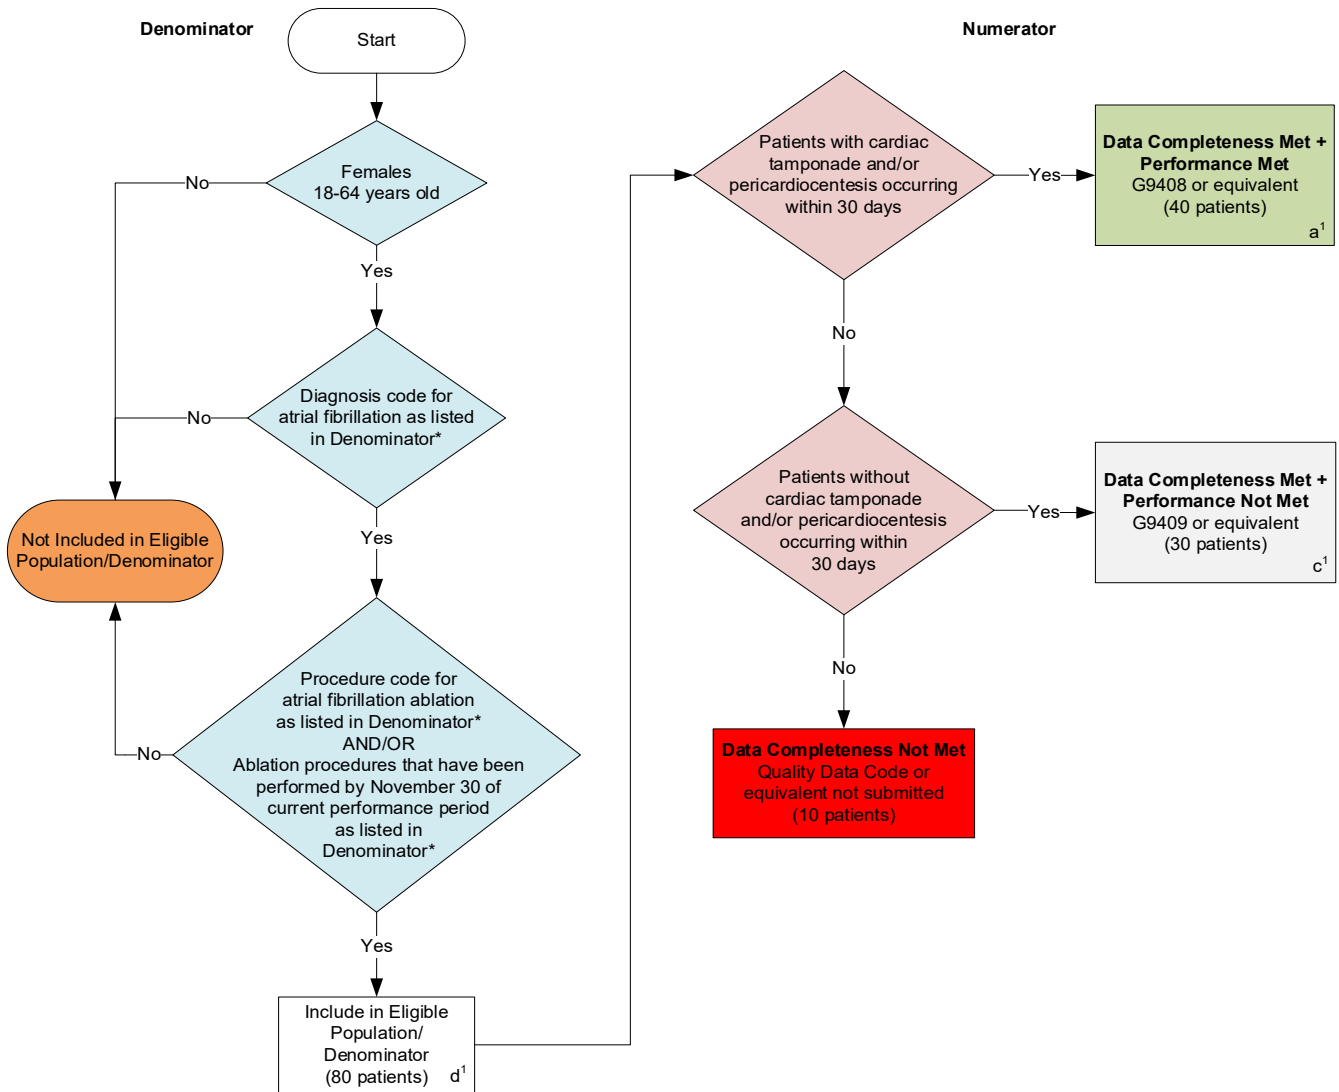 Denominator
Start
Females
18-64 years old
No
Yes
Diagnosis code for
atrial fibrillation as listed
in Denominator*
No
Yes
Not Included in Eligible
Population/Denominator
Procedure code for
atrial fibrillation ablation
as listed in Denominator*
AND/OR
Ablation procedures that have been
performed by November 30 of
current performance period
as listed in
Denominator*
No
Yes
Include in Eligible
Population/
Denominator
(80 patients)
d¹
Numerator
Patients with cardiac
tamponade and/or
pericardiocentesis occurring
within 30 days
Yes
Data Completeness Met +
Performance Met
G9408 or equivalent
(40 patients)
a¹
No
Patients without
cardiac tamponade
and/or pericardiocentesis
occurring within
30 days
Yes
Data Completeness Met +
Performance Not Met
G9409 or equivalent
(30 patients)
c¹
No
Data Completeness Not Met
Quality Data Code or
equivalent not submitted
(10 patients)